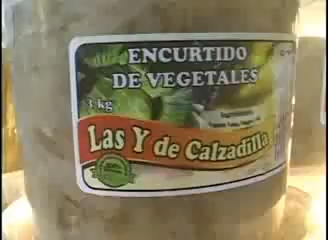 ENCURTIDO
DE VEGETALES
3 kg
Las Y de Calzadilla